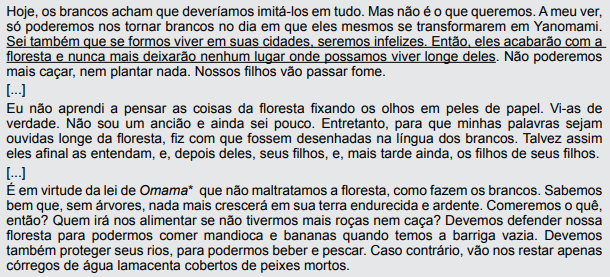 Hoje, os brancos acham que deveríamos imitá-los em tudo. Mas não é o que queremos. A meu ver,
só poderemos nos tornar brancos no dia em que eles mesmos se transformarem em Yanomami.
Sei também que se formos viver em suas cidades, seremos infelizes. Então, eles acabarão com a
floresta e nunca mais deixarão nenhum lugar onde possamos viver longe deles. Não poderemos
mais caçar, nem plantar nada. Nossos filhos vão passar fome.
[...]
Eu não aprendi a pensar as coisas da floresta fixando os olhos em peles de papel. Vi-as de
verdade. Não sou um ancião e ainda sei pouco. Entretanto, para que minhas palavras sejam
ouvidas longe da floresta, fiz com que fossem desenhadas na língua dos brancos. Talvez assim
eles afinal as entendam, e, depois deles, seus filhos, e, mais tarde ainda, os filhos de seus filhos.
[...]
É em virtude da lei de Omama* que não maltratamos a floresta, como fazem os brancos. Sabemos
bem que, sem árvores, nada mais crescerá em sua terra endurecida e ardente. Comeremos o quê,
então? Quem irá nos alimentar se não tivermos mais roças nem caça? Devemos defender nossa
floresta para podermos comer mandioca e bananas quando temos a barriga vazia. Devemos
também proteger seus rios, para podermos beber e pescar. Caso contrário, vão nos restar apenas
córregos de água lamacenta cobertos de peixes mortos.